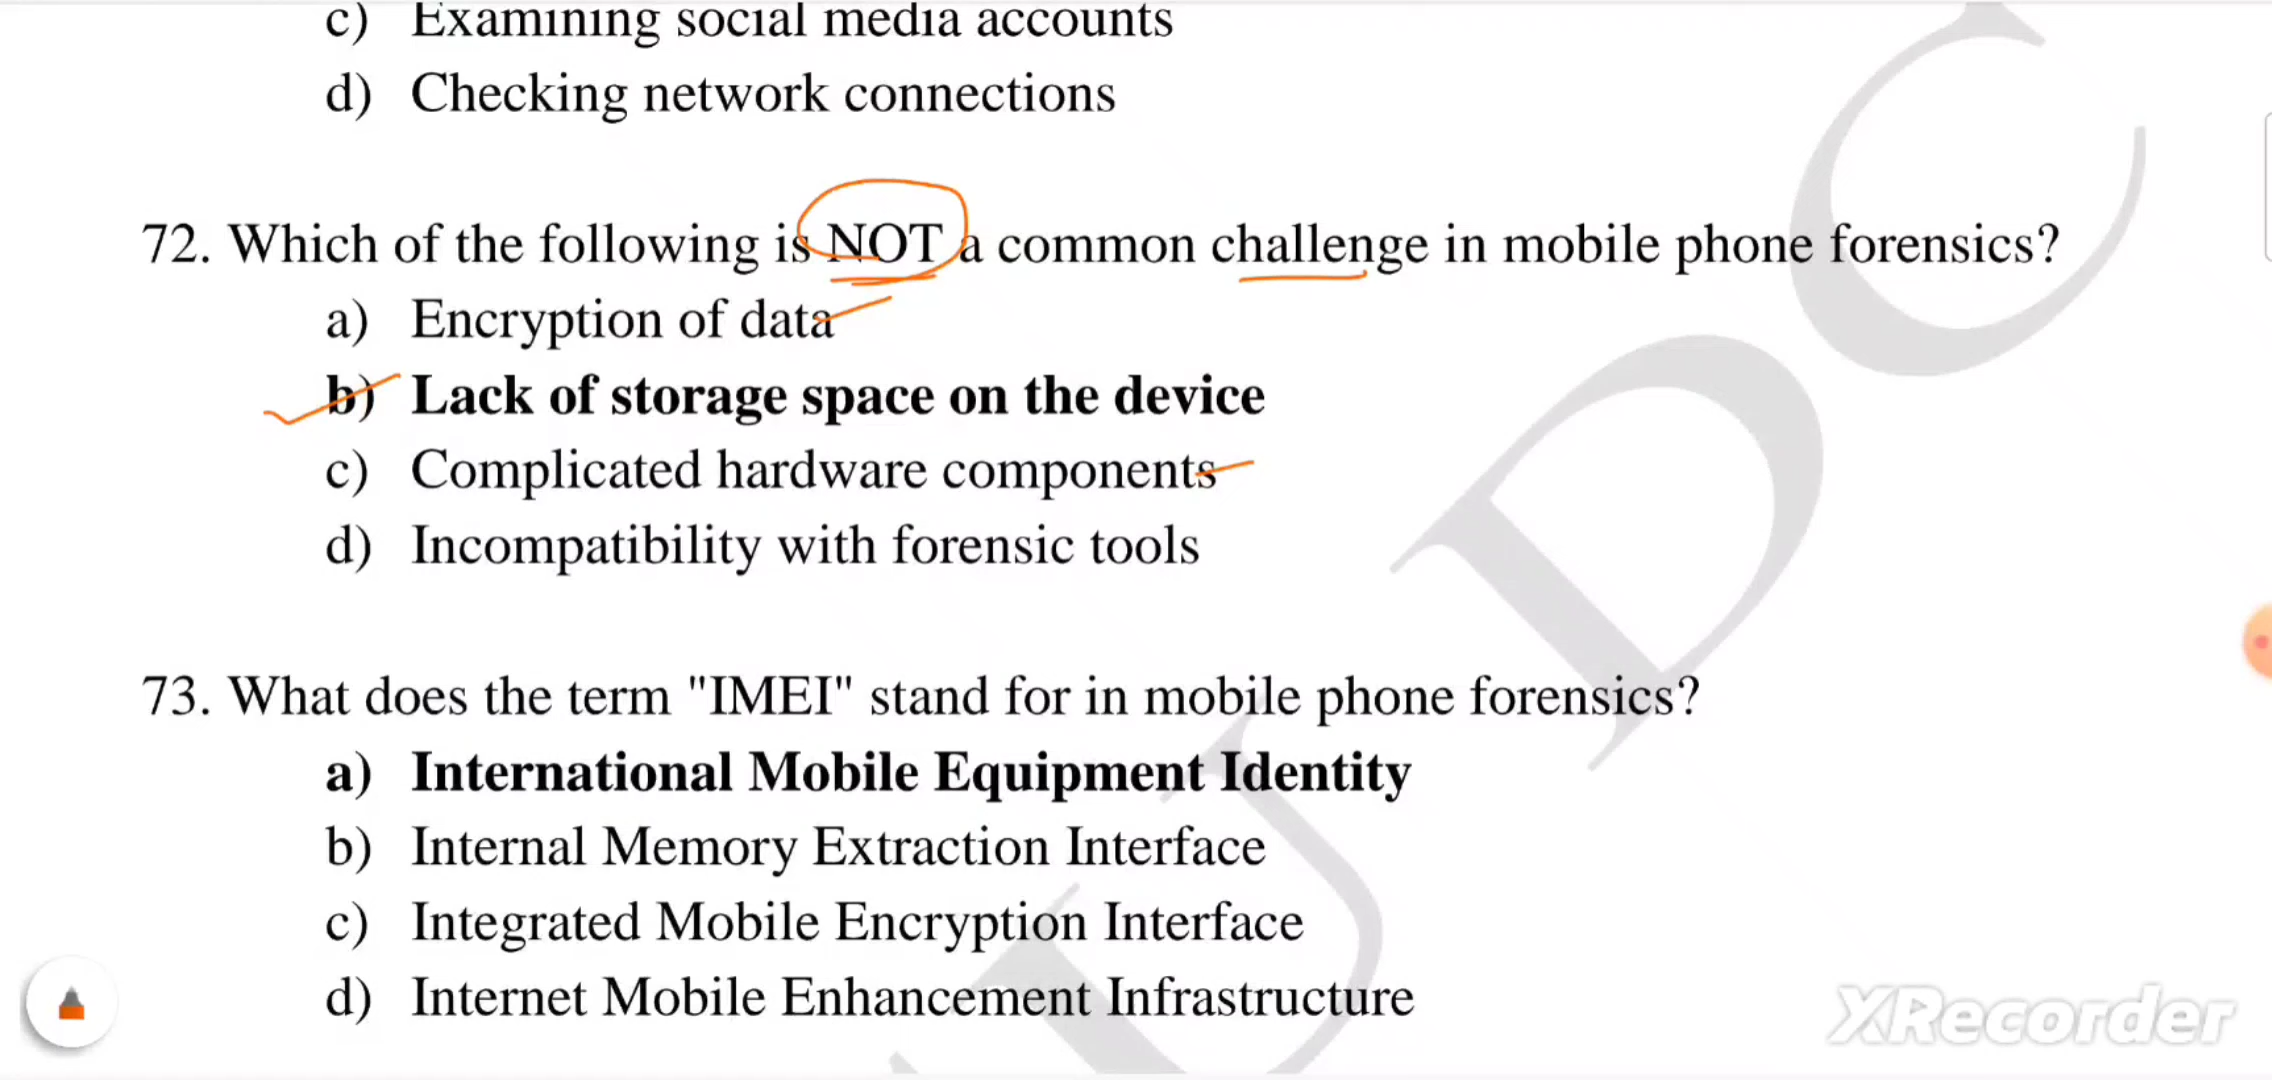 c) Examining social media accounts
d) Checking network connections
72. Which of the following is NOT a common challenge in mobile phone forensics?
a) Encryption of data
b) Lack of storage space on the device
c) Complicated hardware components
d) Incompatibility with forensic tools
73. What does the term "IMEI" stand for in mobile phone forensics?
a) International Mobile Equipment Identity
b) Internal Memory Extraction Interface
c) Integrated Mobile Encryption Interface
d) Internet Mobile Enhancement Infrastructure
U D C
XRecorder